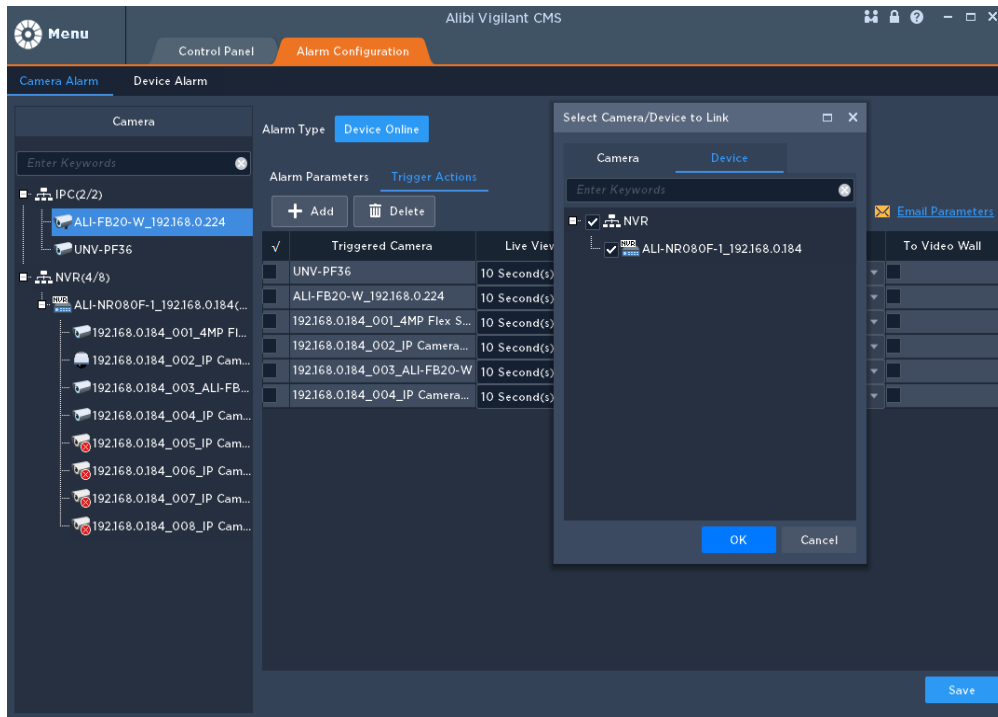 Alibi Vigilant CMS
Menu
Control Panel
Alarm Configuration
Camera Alarm
Device Alarm
Camera
Enter Keywords
IPC(2/2)
ALI-FB20-W_192.168.0.224
UNV-PF36
NVR(4/8)
NVR
ALI-NR080F-1_192.168.0.184(...
192.168.0.184_001_4MP Fl...
192.168.0.184_002_IP Cam...
192.168.0.184_003_ALI-FB...
192.168.0.184_004_IP Cam...
192.168.0.184_005_IP Cam...
192.168.0.184_006_IP Cam...
192.168.0.184_007_IP Cam...
192.168.0.184_008_IP Cam...
Alarm Type
Device Online
Alarm Parameters
Trigger Actions
Add
Delete
Email Parameters
√ Triggered Camera Live View To Video Wall
UNV-PF36 10 Second(s)
ALI-FB20-W_192.168.0.224 10 Second(s)
192.168.0.184_001_4MP Flex S... 10 Second(s)
192.168.0.184_002_IP Camera... 10 Second(s)
192.168.0.184_003_ALI-FB20-W 10 Second(s)
192.168.0.184_004_IP Camera... 10 Second(s)
Select Camera/Device to Link
Camera
Device
Enter Keywords
NVR
NVR
ALI-NR080F-1_192.168.0.184
OK
Cancel
Save